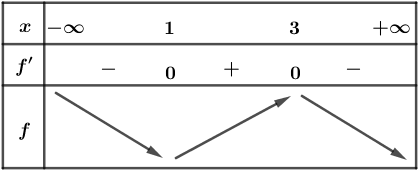 x −∞ 1 3 +∞
f′ − 0 + 0 −
f